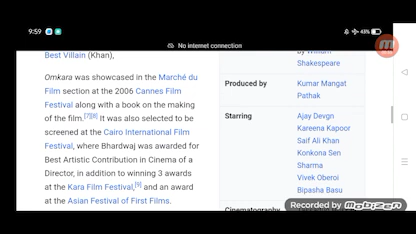 9:59
48%
No internet connection
Best Villain (Khan),
Omkara was showcased in the Marché du
Film section at the 2006 Cannes Film
Festival along with a book on the making
of the film.[7][8] It was also selected to be
screened at the Cairo International Film
Festival, where Bhardwaj was awarded for
Best Artistic Contribution in Cinema of a
Director, in addition to winning 3 awards
at the Kara Film Festival,[9] and an award
at the Asian Festival of First Films.
by William
Shakespeare
Produced by
Kumar Mangat
Pathak
Starring
Ajay Devgn
Kareena Kapoor
Saif Ali Khan
Konkona Sen
Sharma
Vivek Oberoi
Bipasha Basu
Cinematography
Recorded by Mobizen